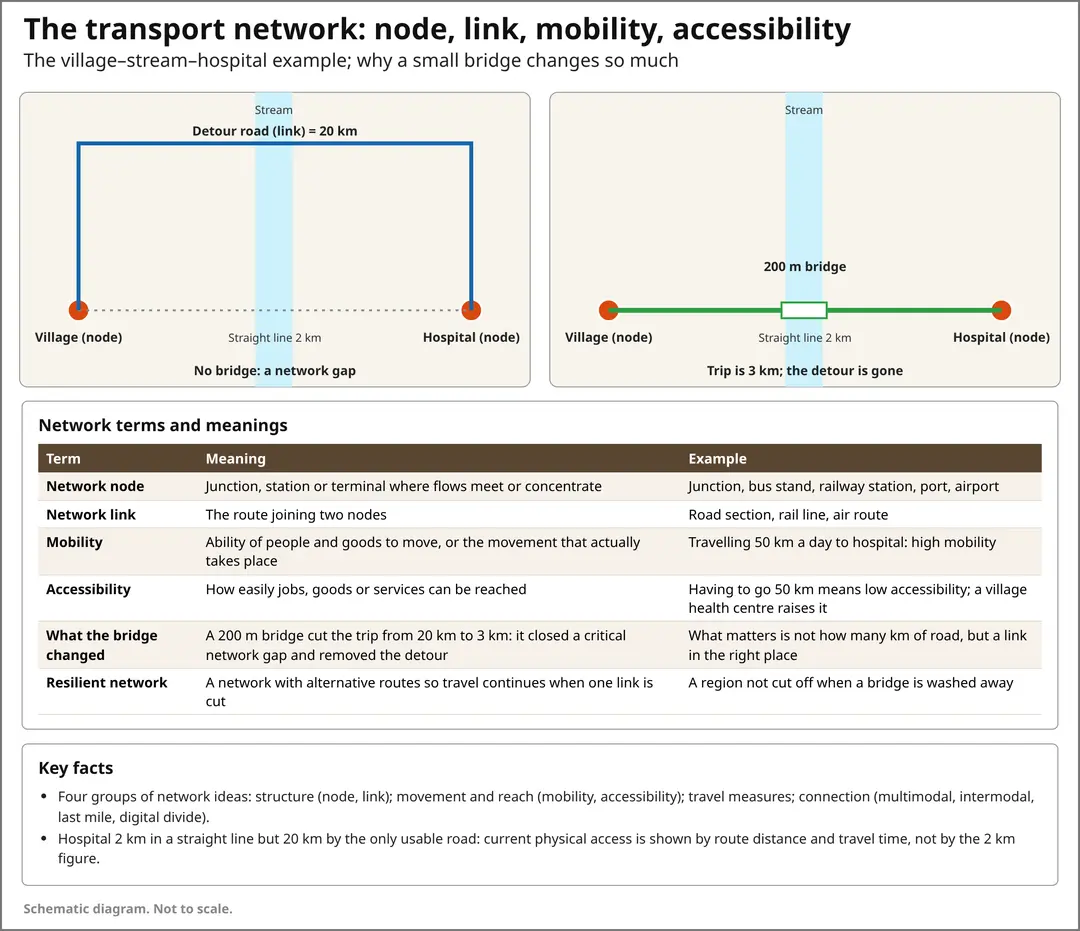 The transport network: node, link, mobility, accessibility
The village–stream–hospital example; why a small bridge changes so much
Stream
Detour road (link) = 20 km
Village (node)
Straight line 2 km
Hospital (node)
No bridge: a network gap
Stream
200 m bridge
Village (node)
Straight line 2 km
Hospital (node)
Trip is 3 km; the detour is gone
Network terms and meanings
Term Meaning Example
Network node Junction, station or terminal where flows meet or concentrate Junction, bus stand, railway station, port, airport
Network link The route joining two nodes Road section, rail line, air route
Mobility Ability of people and goods to move, or the movement that actually Travelling 50 km a day to hospital: high mobility
takes place
Accessibility How easily jobs, goods or services can be reached Having to go 50 km means low accessibility; a village
health centre raises it
What the bridge A 200 m bridge cut the trip from 20 km to 3 km: it closed a critical What matters is not how many km of road, but a link
changed network gap and removed the detour in the right place
Resilient network A network with alternative routes so travel continues when one link is A region not cut off when a bridge is washed away
cut
Key facts
• Four groups of network ideas: structure (node, link); movement and reach (mobility, accessibility); travel measures; connection (multimodal, intermodal,
last mile, digital divide).
• Hospital 2 km in a straight line but 20 km by the only usable road: current physical access is shown by route distance and travel time, not by the 2 km
figure.
Schematic diagram. Not to scale.